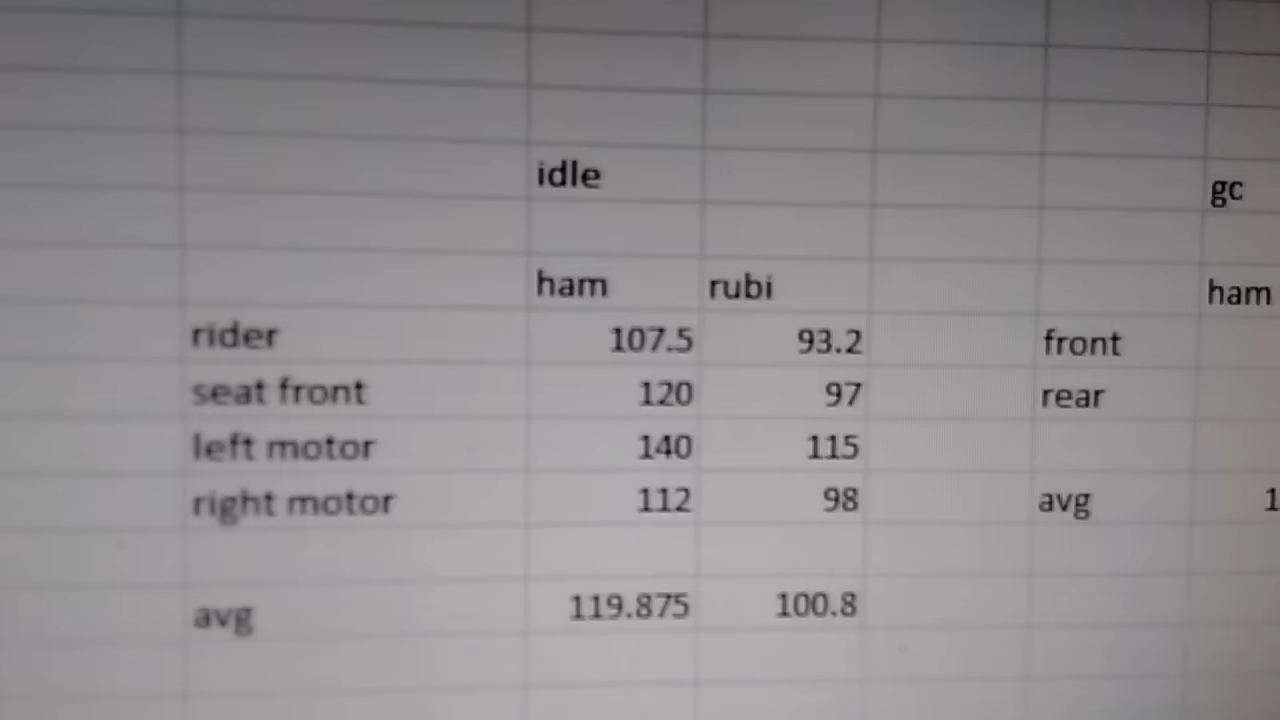 idle gc
ham rubi ham
rider 107.5 93.2 front
seat front 120 97 rear
left motor 140 115
right motor 112 98 avg 1
avg 119.875 100.8